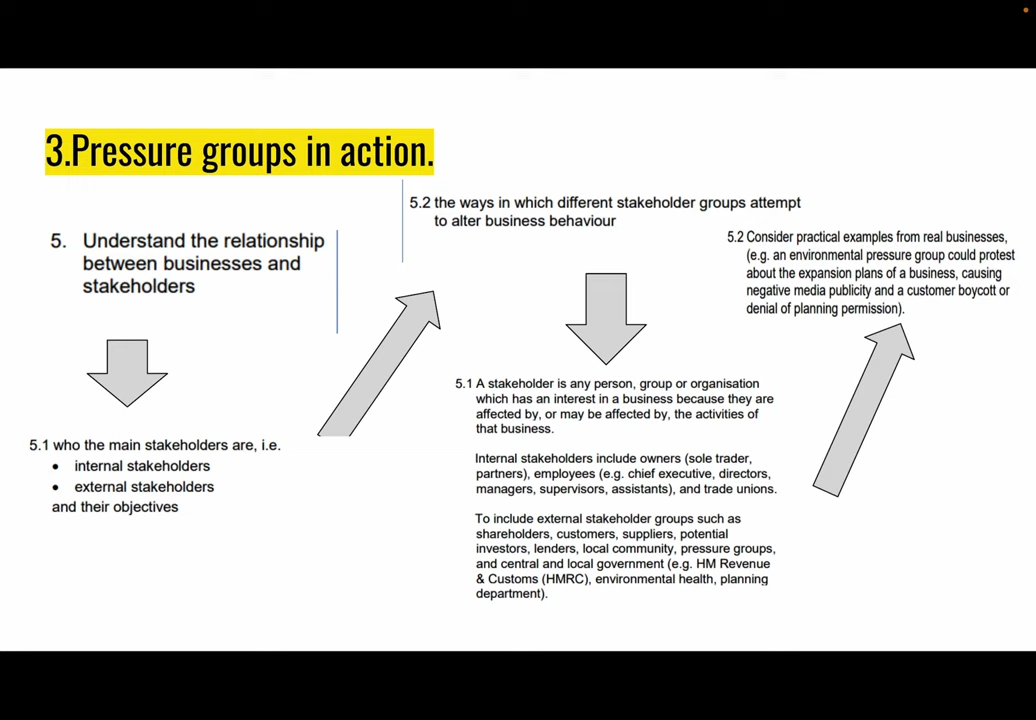 3.Pressure groups in action.
5. Understand the relationship
between businesses and
stakeholders
5.1 who the main stakeholders are, i.e.
• internal stakeholders
• external stakeholders
and their objectives
5.2 the ways in which different stakeholder groups attempt
to alter business behaviour
5.1 A stakeholder is any person, group or organisation
which has an interest in a business because they are
affected by, or may be affected by, the activities of
that business.
Internal stakeholders include owners (sole trader,
partners), employees (e.g. chief executive, directors,
managers, supervisors, assistants), and trade unions.
To include external stakeholder groups such as
shareholders, customers, suppliers, potential
investors, lenders, local community, pressure groups,
and central and local government (e.g. HM Revenue
& Customs (HMRC), environmental health, planning
department).
5.2 Consider practical examples from real businesses,
(e.g. an environmental pressure group could protest
about the expansion plans of a business, causing
negative media publicity and a customer boycott or
denial of planning permission).